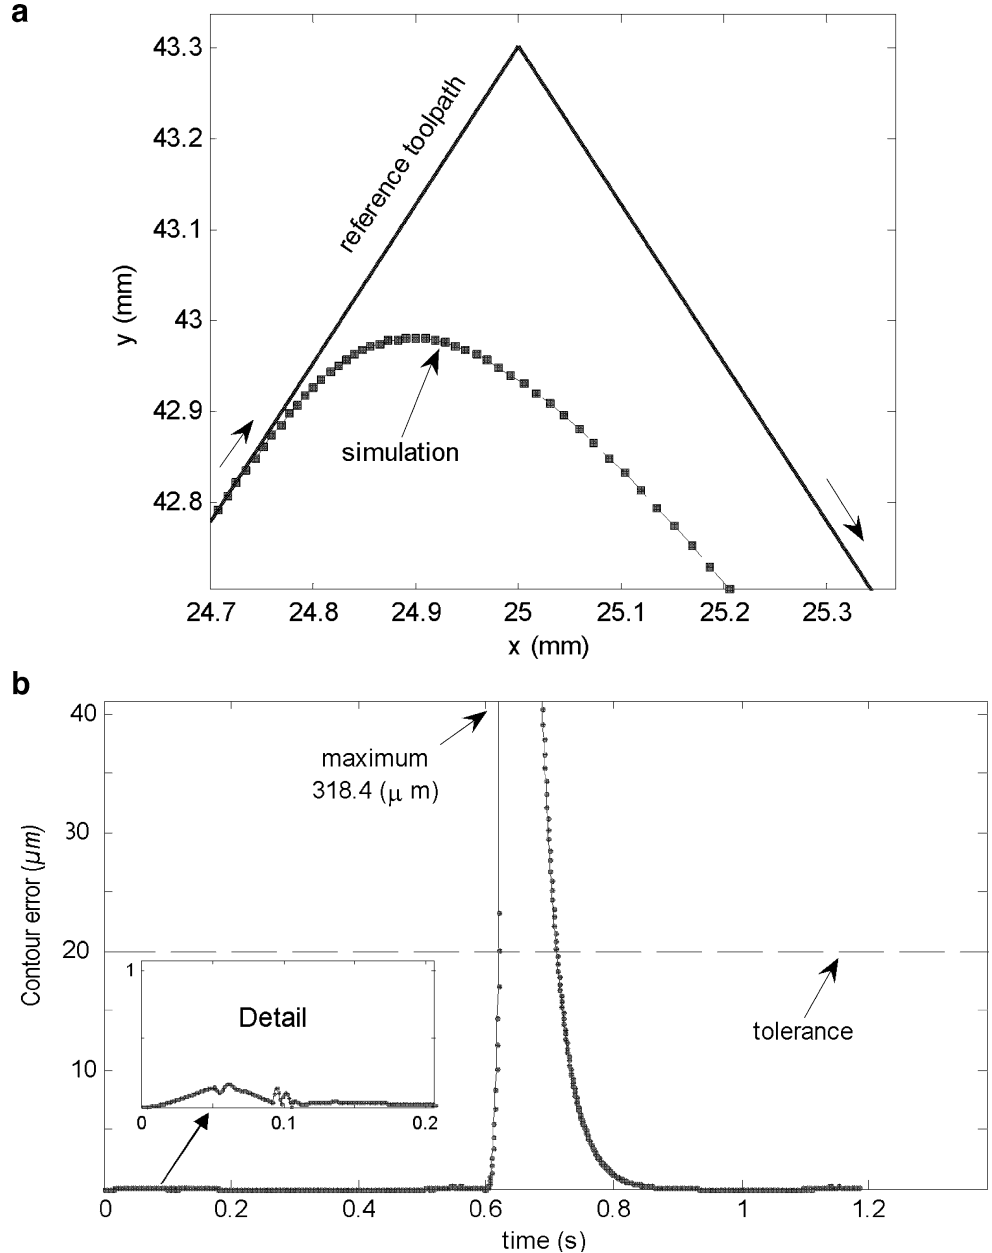 a
43.3
43.2
43.1
43
42.9
42.8
y (mm)
reference toolpath
simulation
24.7 24.8 24.9 25 25.1 25.2 25.3
x (mm)
b
40
30
20
10
Contour error (μm)
maximum
318.4 (μ m)
tolerance
1
Detail
0 0.1 0.2
0 0.2 0.4 0.6 0.8 1 1.2
time (s)